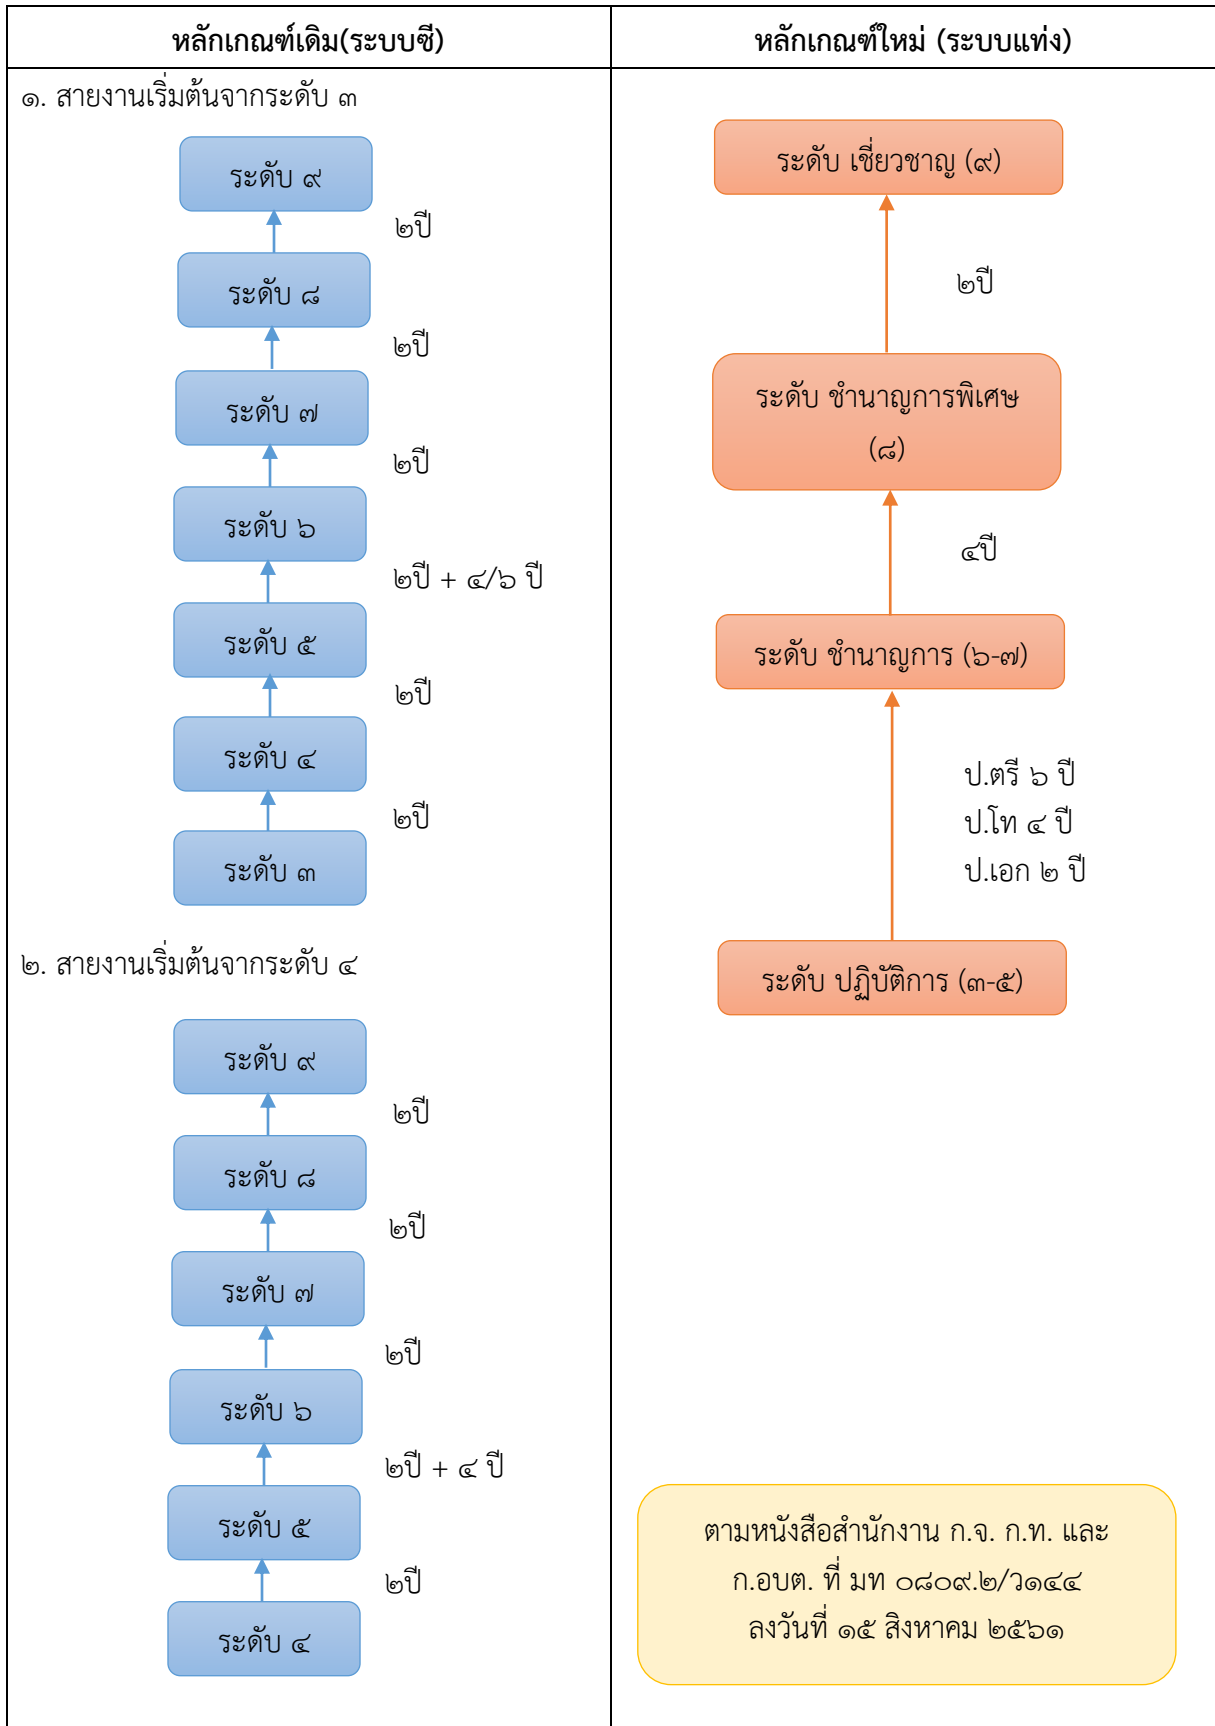 หลักเกณฑ์เดิม(ระบบซี)
๑. สายงานเริ่มต้นจากระดับ ๓
ระดับ ๙
๒ปี
ระดับ ๘
๒ปี
ระดับ ๗
๒ปี
ระดับ ๖
๒ปี + ๔/๖ ปี
ระดับ ๕
๒ปี
ระดับ ๔
๒ปี
ระดับ ๓
๒. สายงานเริ่มต้นจากระดับ ๔
ระดับ ๙
๒ปี
ระดับ ๘
๒ปี
ระดับ ๗
๒ปี
ระดับ ๖
๒ปี + ๔ ปี
ระดับ ๕
๒ปี
ระดับ ๔
หลักเกณฑ์ใหม่ (ระบบแท่ง)
ระดับ เชี่ยวชาญ (๙)
๒ปี
ระดับ ชำนาญการพิเศษ
(๘)
๔ปี
ระดับ ชำนาญการ (๖-๗)
ป.ตรี ๖ ปี
ป.โท ๔ ปี
ป.เอก ๒ ปี
ระดับ ปฏิบัติการ (๓-๕)
ตามหนังสือสำนักงาน ก.จ. ก.ท. และ
ก.อบต. ที่ มท ๐๘๐๙.๒/ว๑๔๔
ลงวันที่ ๑๕ สิงหาคม ๒๕๖๑